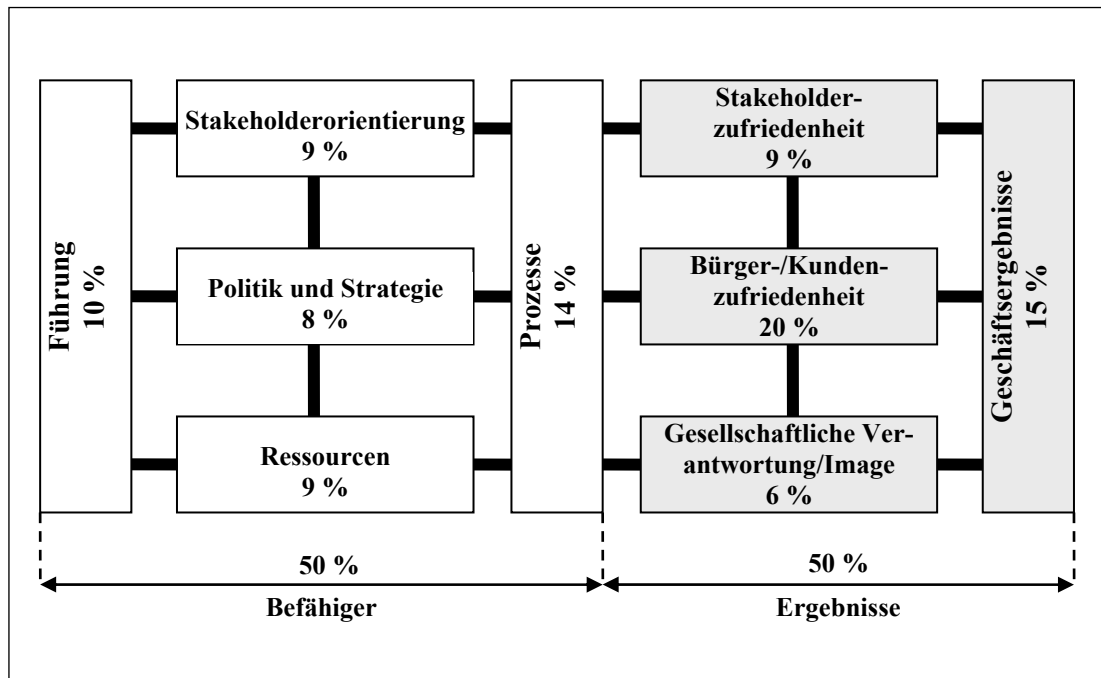 Führung
10 %
Stakeholderorientierung
9 %
Politik und Strategie
8 %
Ressourcen
9 %
Prozesse
14 %
Stakeholder-
zufriedenheit
9 %
Bürger-/Kunden-
zufriedenheit
20 %
Gesellschaftliche Ver-
antwortung/Image
6 %
Geschäftsergebnisse
15 %
50 %
Befähiger
50 %
Ergebnisse